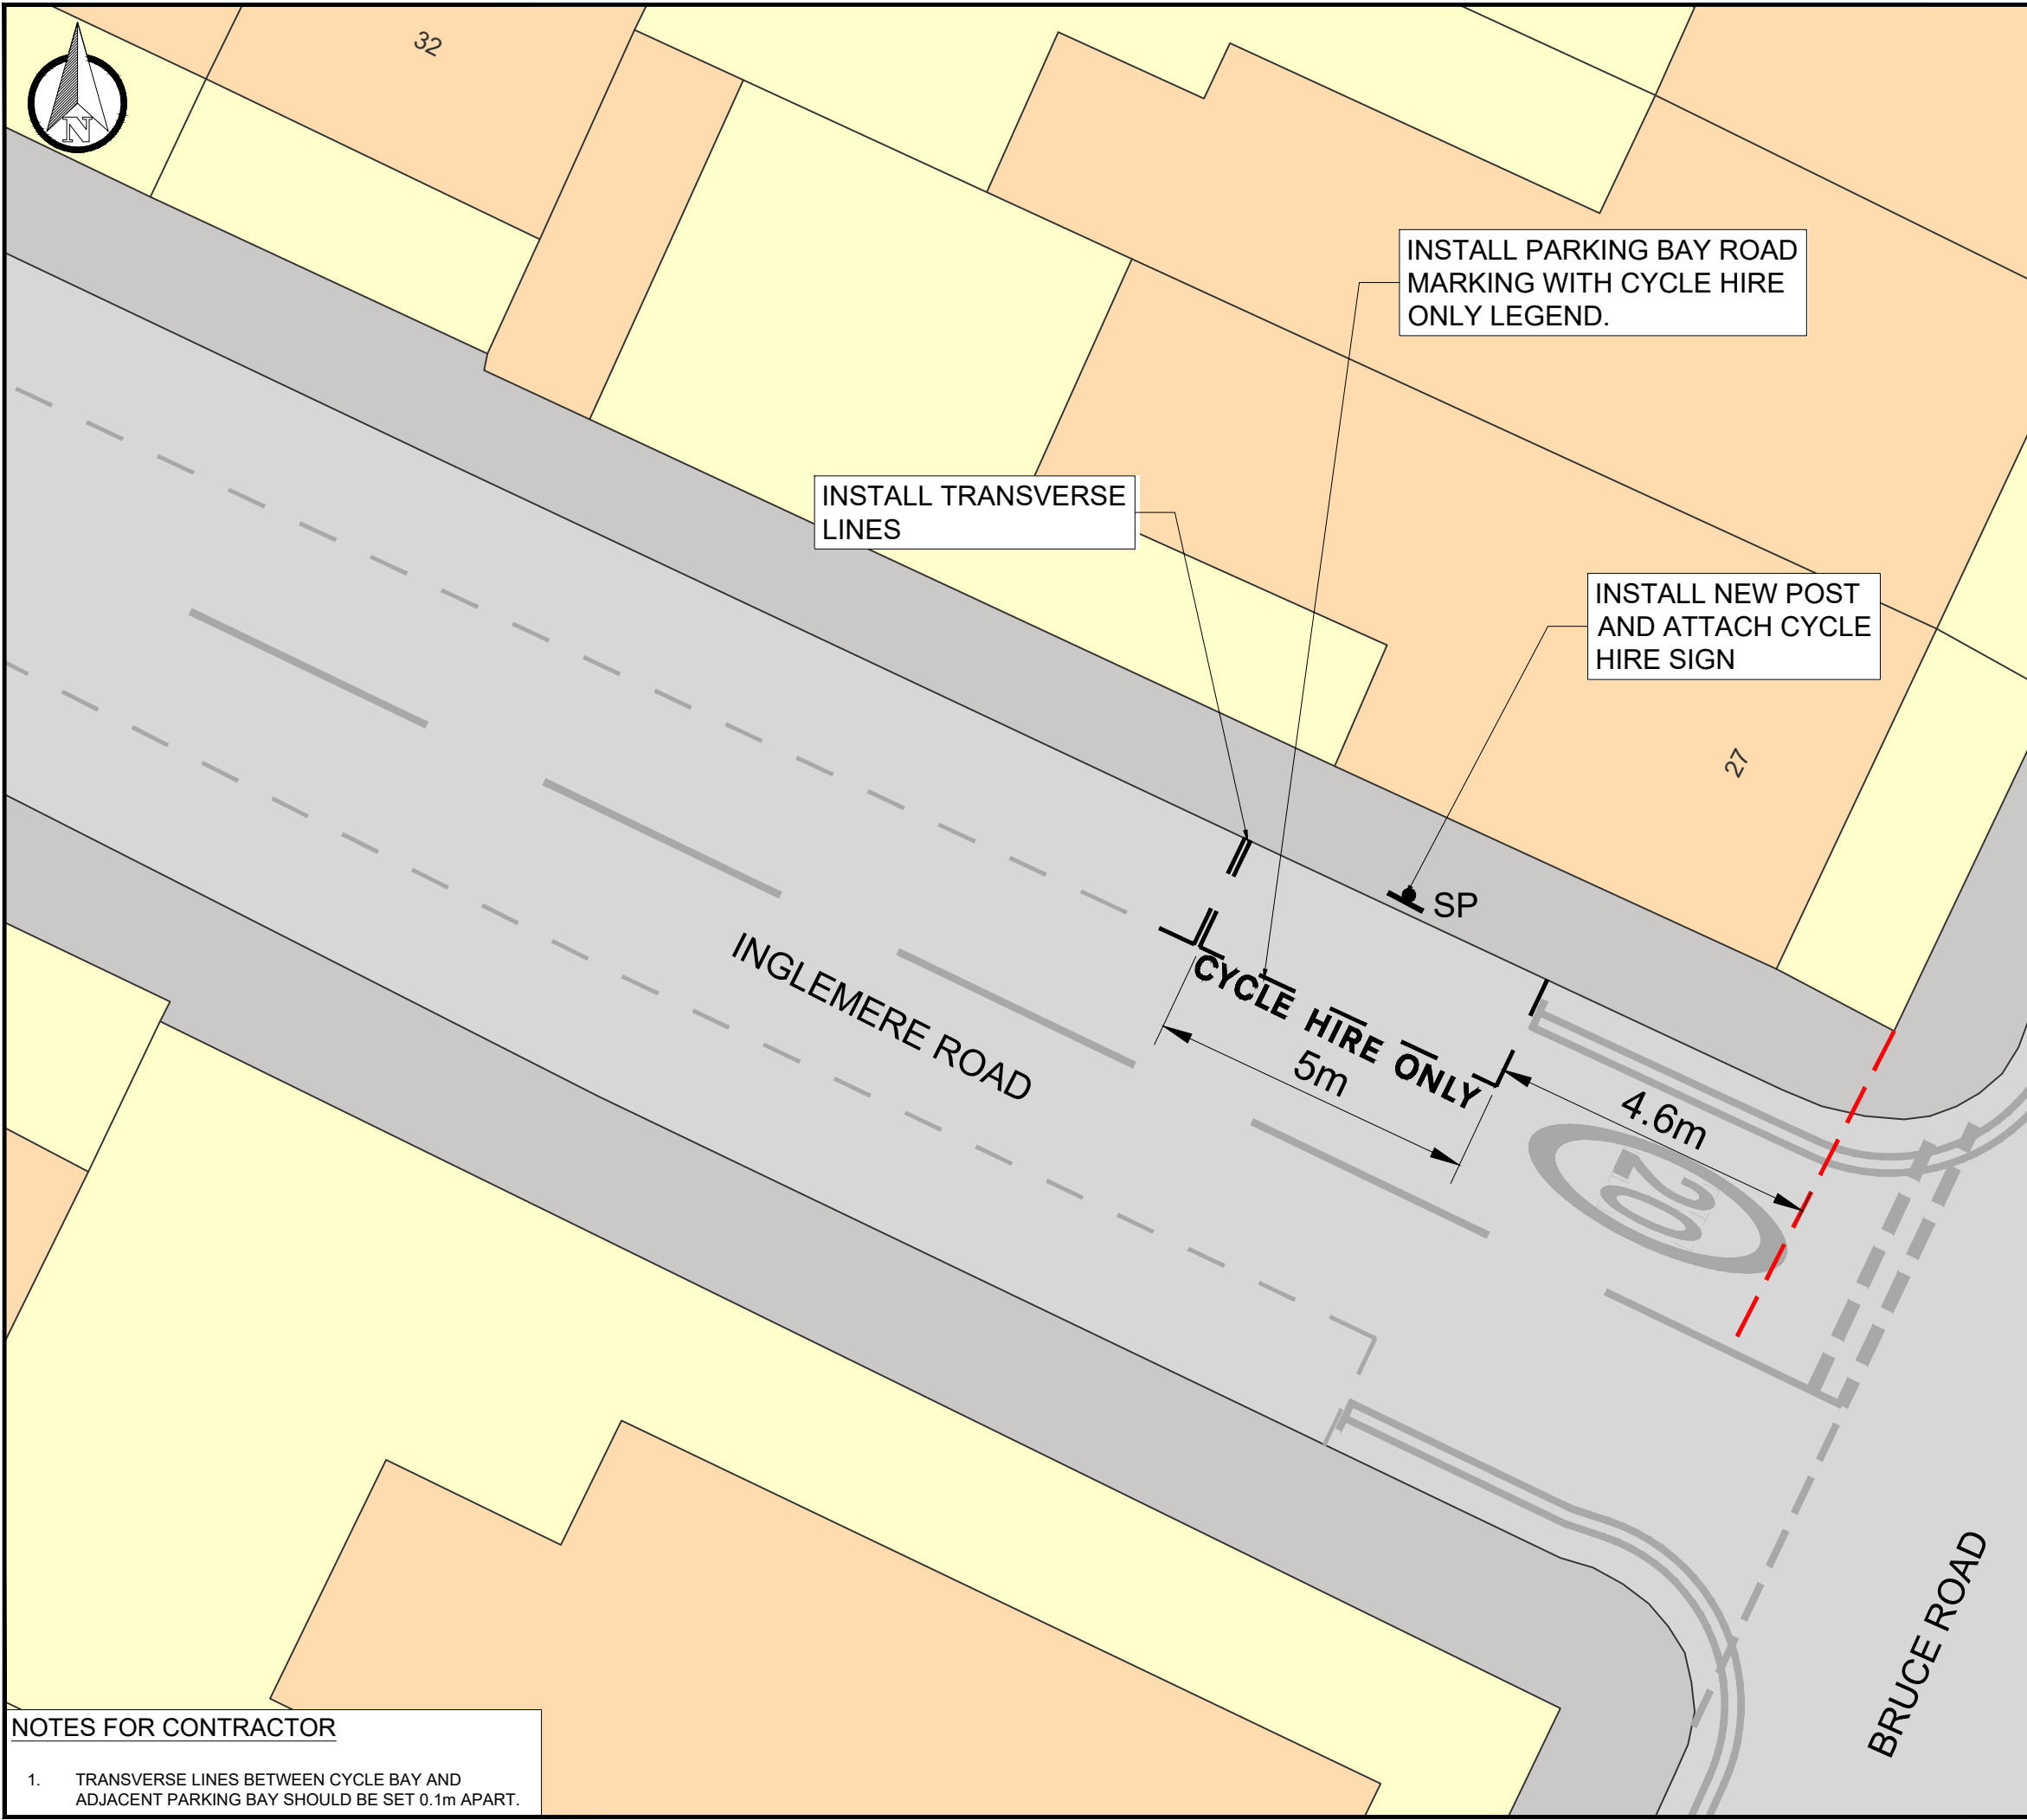 32
N
INSTALL PARKING BAY ROAD
MARKING WITH CYCLE HIRE
ONLY LEGEND.
INSTALL TRANSVERSE
LINES
INSTALL NEW POST
AND ATTACH CYCLE
HIRE SIGN
27
SP
INGLEMERE ROAD
CYCLE HIRE ONLY
5m
4.6m
20
BRUCE ROAD
NOTES FOR CONTRACTOR
1. TRANSVERSE LINES BETWEEN CYCLE BAY AND
ADJACENT PARKING BAY SHOULD BE SET 0.1m APART.